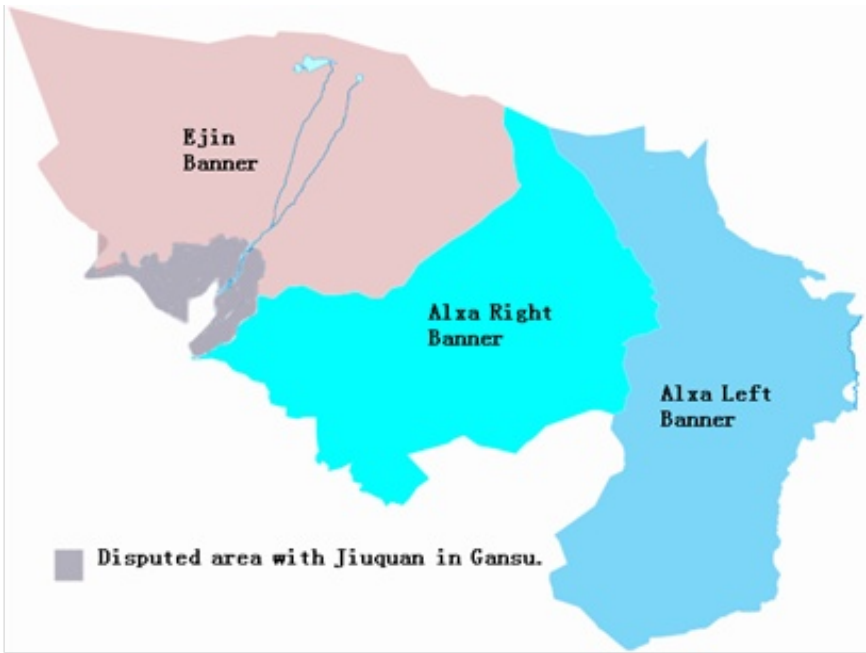 Ejin
Banner
Alxa Right
Banner
Alxa Left
Banner
Disputed area with Jiuquan in Gansu.